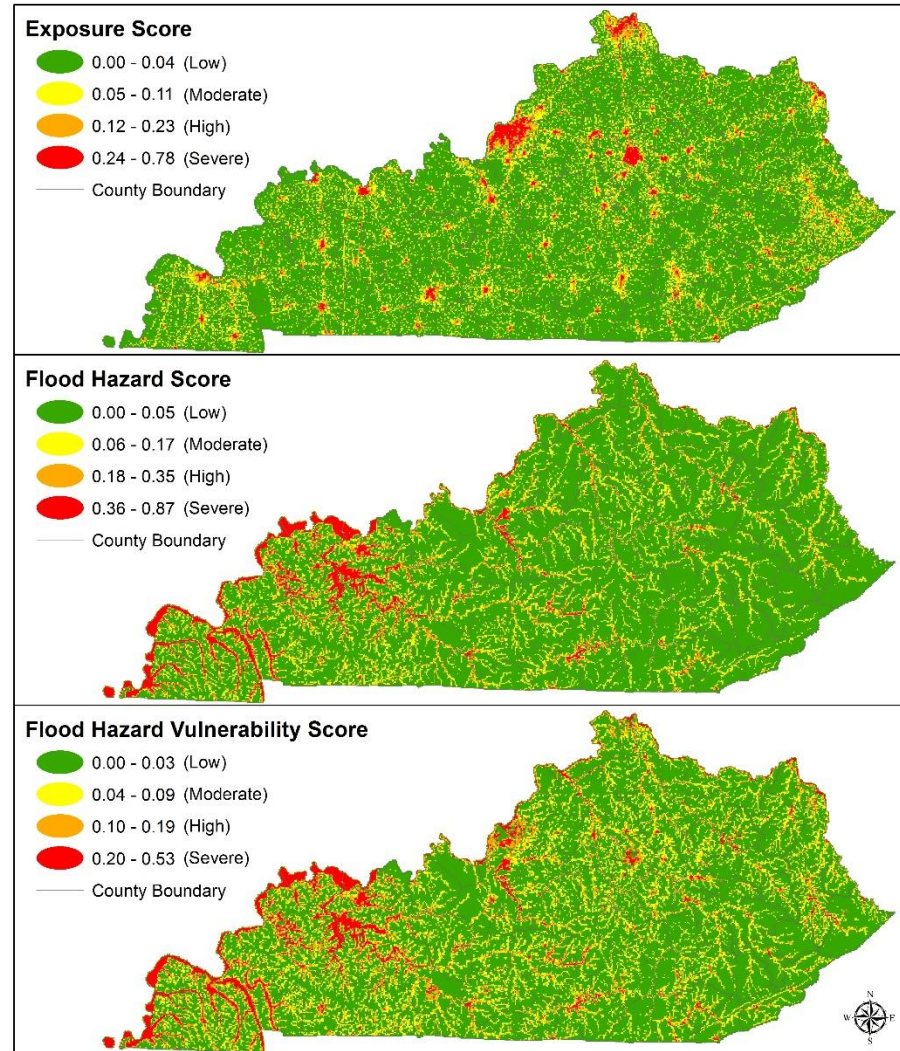 Exposure Score
0.00 - 0.04 (Low)
0.05 - 0.11 (Moderate)
0.12 - 0.23 (High)
0.24 - 0.78 (Severe)
County Boundary
Flood Hazard Score
0.00 - 0.05 (Low)
0.06 - 0.17 (Moderate)
0.18 - 0.35 (High)
0.36 - 0.87 (Severe)
County Boundary
Flood Hazard Vulnerability Score
0.00 - 0.03 (Low)
0.04 - 0.09 (Moderate)
0.10 - 0.19 (High)
0.20 - 0.53 (Severe)
County Boundary
N
W E
S